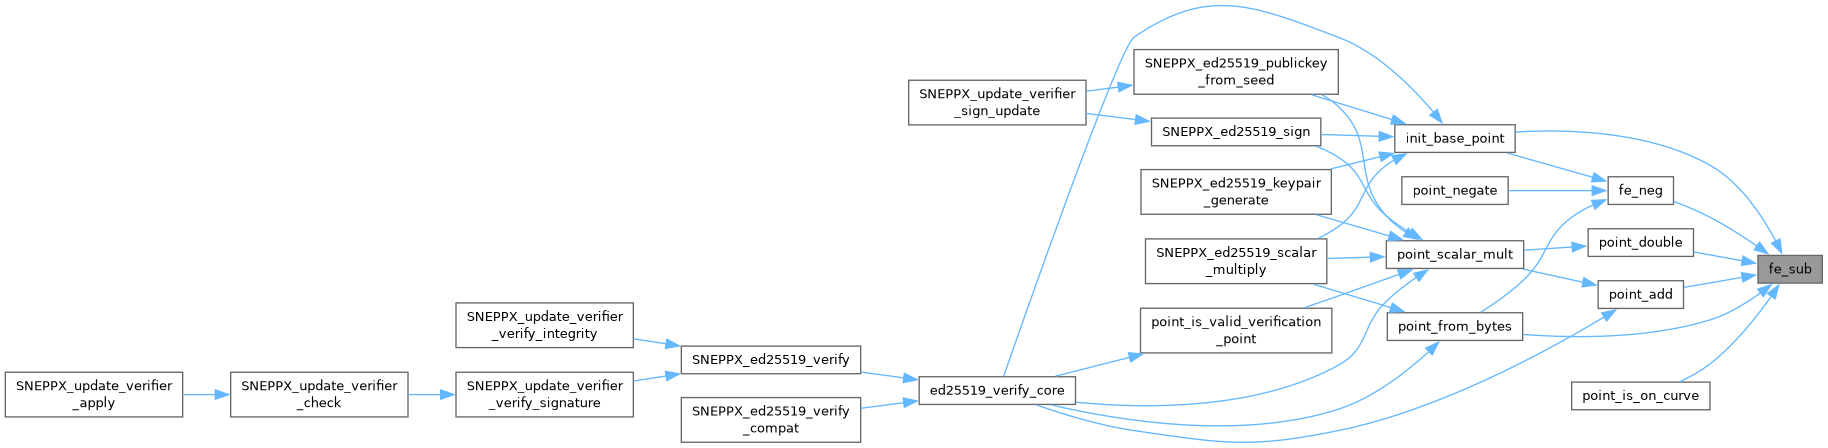 SNEPPX_ed25519_publickey
_from_seed
SNEPPX_update_verifier
_sign_update
SNEPPX_ed25519_sign
init_base_point
SNEPPX_ed25519_keypair
_generate
point_negate
fe_neg
SNEPPX_ed25519_scalar
_multiply
point_scalar_mult
point_double
fe_sub
point_add
SNEPPX_update_verifier
_verify_integrity
point_is_valid_verification
_point
point_from_bytes
SNEPPX_ed25519_verify
SNEPPX_update_verifier
_apply
SNEPPX_update_verifier
_check
SNEPPX_update_verifier
_verify_signature
ed25519_verify_core
point_is_on_curve
SNEPPX_ed25519_verify
_compat